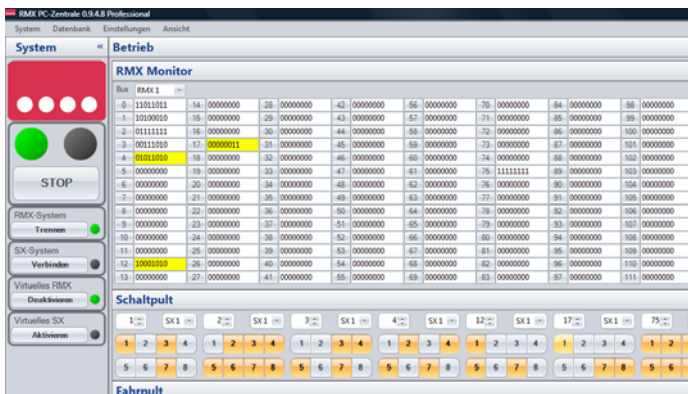 RMX PC-Zentrale 0.9.4.8 Professional
System Datenbank Einstellungen Ansicht
System «
STOP
RMX-System
Trennen
SX-System
Verbinden
Virtuelles RMX
Deaktivieren
Virtuelles SX
Aktivieren
Betrieb
RMX Monitor
Bus RMX 1
0 11011011 14 00000000 28 00000000 42 00000000 56 00000000 70 00000000 84 00000000 98 00000000
1 10100010 15 00000000 29 00000000 43 00000000 57 00000000 71 00000000 85 00000000 99 00000000
2 01111111 16 00000000 30 00000000 44 00000000 58 00000000 72 00000000 86 00000000 100 00000000
3 00111010 17 00000011 31 00000000 45 00000000 59 00000000 73 00000000 87 00000000 101 00000000
4 01011010 18 00000000 32 00000000 46 00000000 60 00000000 74 00000000 88 00000000 102 00000000
5 00000000 19 00000000 33 00000000 47 00000000 61 00000000 75 11111111 89 00000000 103 00000000
6 00000000 20 00000000 34 00000000 48 00000000 62 00000000 76 00000000 90 00000000 104 00000000
7 00000000 21 00000000 35 00000000 49 00000000 63 00000000 77 00000000 91 00000000 105 00000000
8 00000000 22 00000000 36 00000000 50 00000000 64 00000000 78 00000000 92 00000000 106 00000000
9 00000000 23 00000000 37 00000000 51 00000000 65 00000000 79 00000000 93 00000000 107 00000000
10 00000000 24 00000000 38 00000000 52 00000000 66 00000000 80 00000000 94 00000000 108 00000000
11 00000000 25 00000000 39 00000000 53 00000000 67 00000000 81 00000000 95 00000000 109 00000000
12 10001010 26 00000000 40 00000000 54 00000000 68 00000000 82 00000000 96 00000000 110 00000000
13 00000000 27 00000000 41 00000000 55 00000000 69 00000000 83 00000000 97 00000000 111 00000000
Schaltpult
1 SX1 2 SX1 3 SX1 4 SX1 12 SX1 17 SX1 75
1 2 3 4 1 2 3 4 1 2 3 4 1 2 3 4 1 2 3 4 1 2 3 4 1 2
5 6 7 8 5 6 7 8 5 6 7 8 5 6 7 8 5 6 7 8 5 6 7 8 5 6
Fahrpult